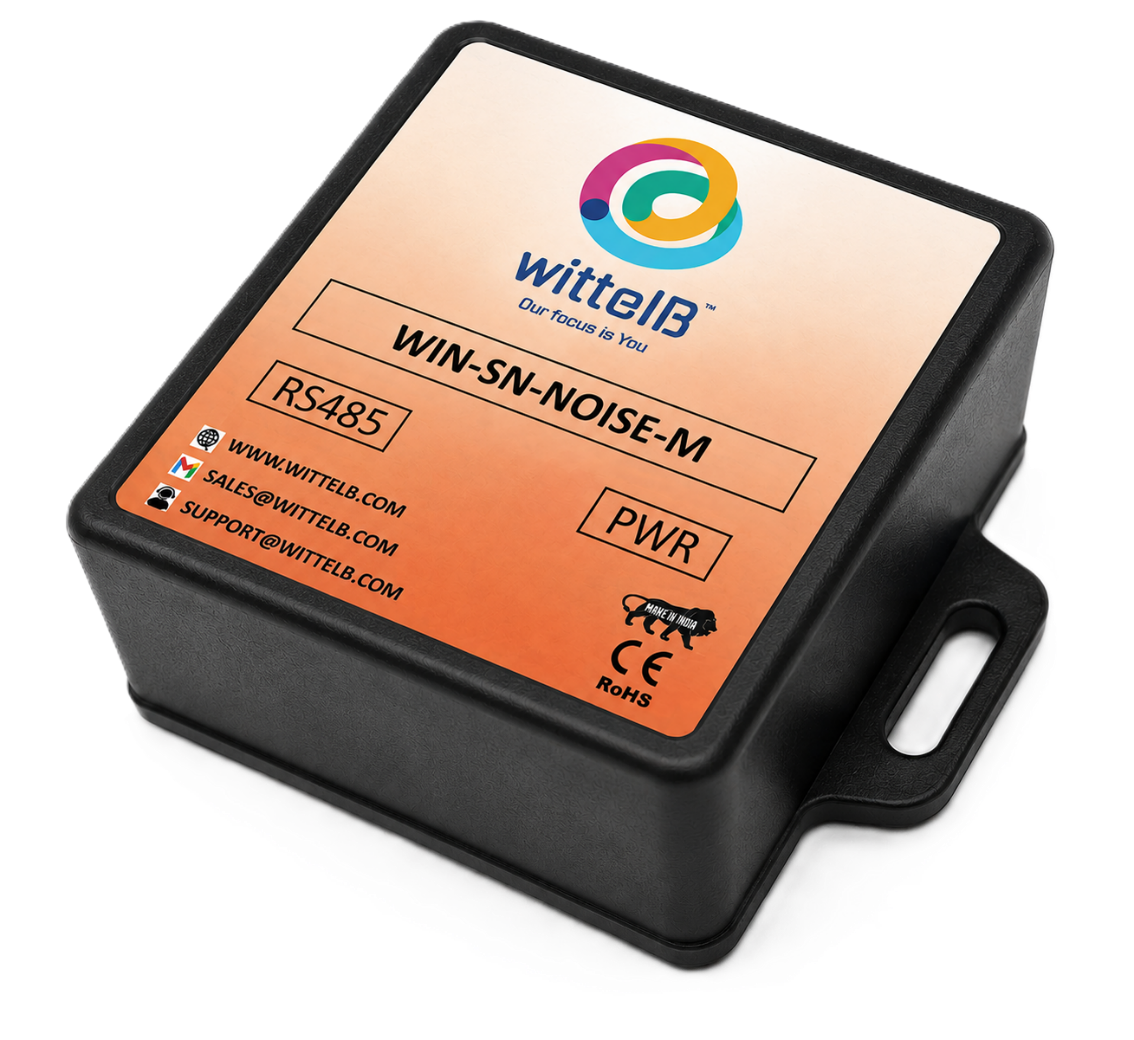 wittelB™
Our focus is You
WIN-SN-NOISE-M
RS485
PWR
WWW.WITTELB.COM
SALES@WITTELB.COM
SUPPORT@WITTELB.COM
MAKE IN INDIA
CE
RoHS